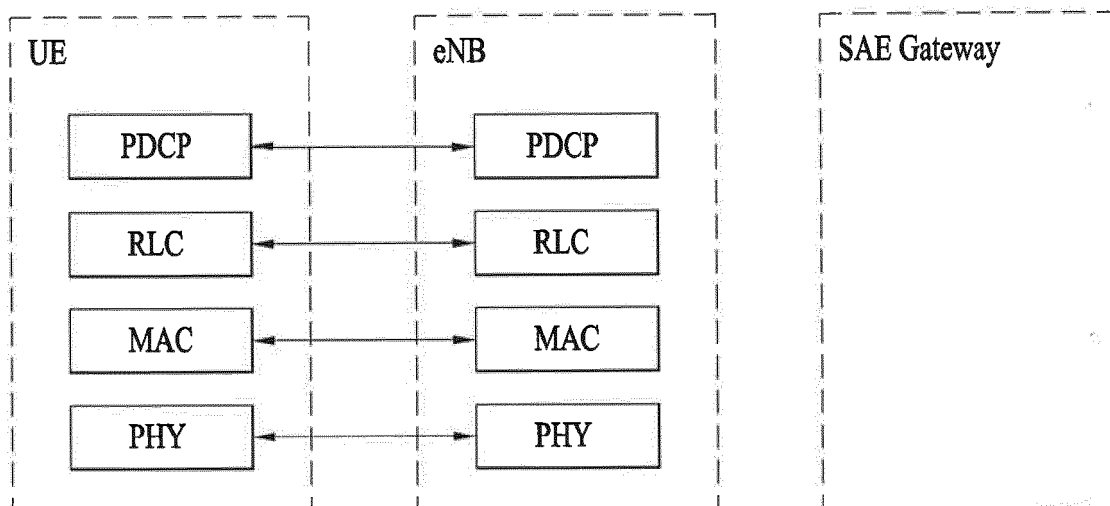 UE
eNB
SAE Gateway
PDCP
PDCP
RLC
RLC
MAC
MAC
PHY
PHY